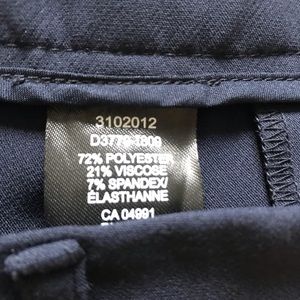 3102012
72% POLYESTER
21% VISCOSE
7% SPANDEX/
ÉLASTHANNE
CA 04991